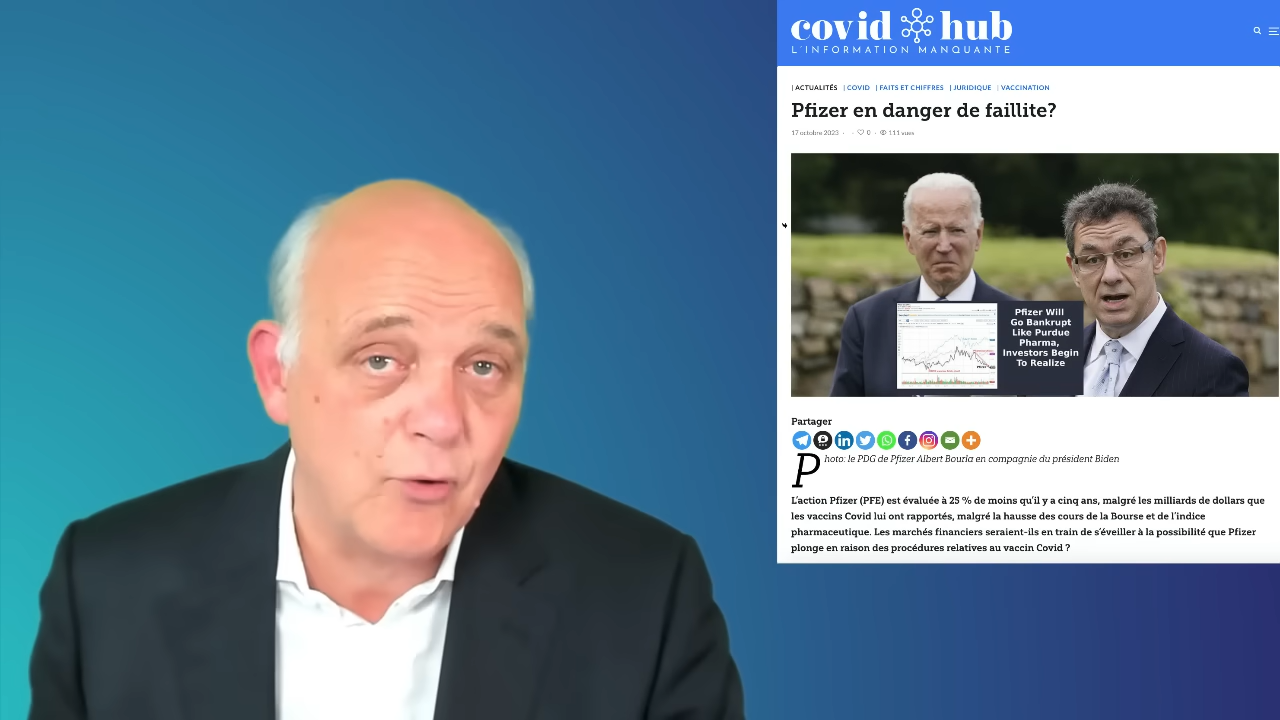 covid hub
L'INFORMATION MANQUANTE
| ACTUALITÉS | COVID | FAITS ET CHIFFRES | JURIDIQUE | VACCINATION
Pfizer en danger de faillite?
17 octobre 2023 · · 0 · 111 vues
Pfizer Will
Go Bankrupt
Like Purdue
Pharma,
Investors Begin
To Realize
Partager
Photo: le PDG de Pfizer Albert Bourla en compagnie du président Biden
L'action Pfizer (PFE) est évaluée à 25 % de moins qu'il y a cinq ans, malgré les milliards de dollars que
les vaccins Covid lui ont rapportés, malgré la hausse des cours de la Bourse et de l'indice
pharmaceutique. Les marchés financiers seraient-ils en train de s'éveiller à la possibilité que Pfizer
plonge en raison des procédures relatives au vaccin Covid ?